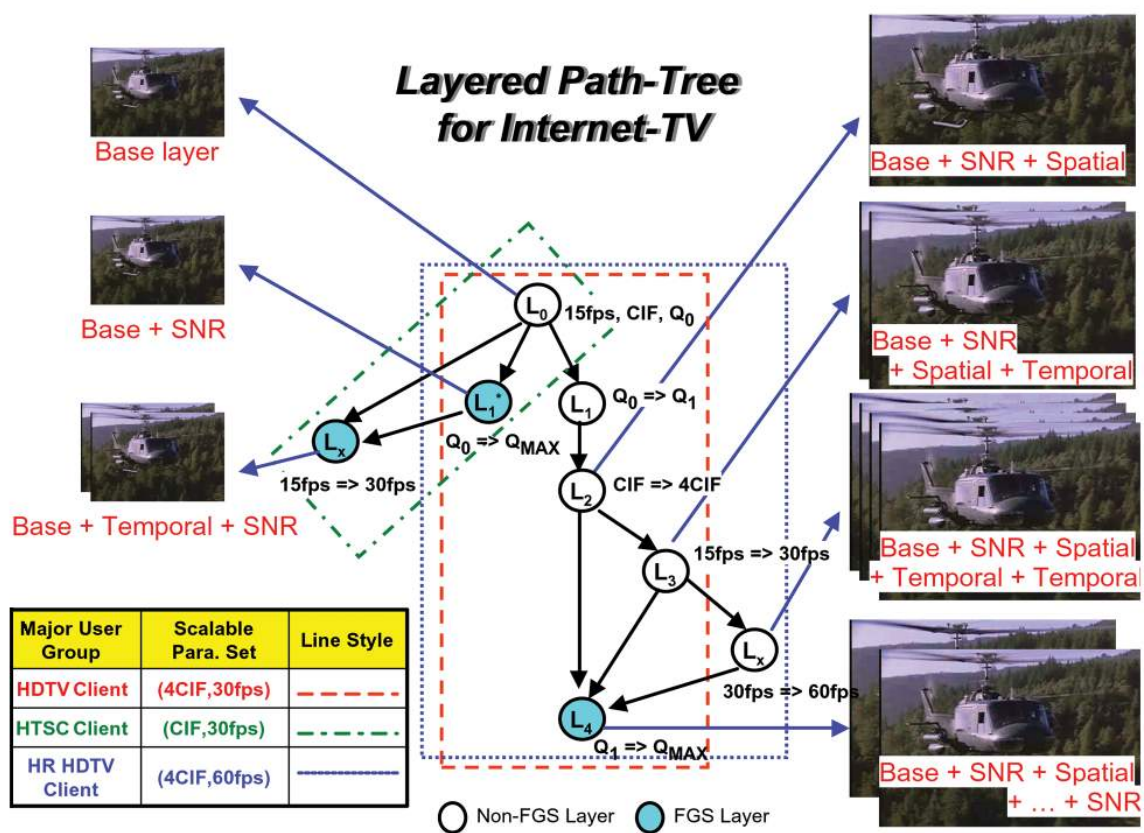 Layered Path-Tree
for Internet-TV
Base layer
Base + SNR
Base + Temporal + SNR
Base + SNR + Spatial
Base + SNR
+ Spatial + Temporal
Base + SNR + Spatial
+ Temporal + Temporal
Base + SNR + Spatial
+ ... + SNR
L0
15fps, CIF, Q0
L1*
Q0 => QMAX
L1
Q0 => Q1
Lx
15fps => 30fps
L2
CIF => 4CIF
L3
15fps => 30fps
Lx
30fps => 60fps
L4
Q1 => QMAX
Major User Group
Scalable Para. Set
Line Style
HDTV Client
(4CIF,30fps)
HTSC Client
(CIF,30fps)
HR HDTV Client
(4CIF,60fps)
Non-FGS Layer
FGS Layer